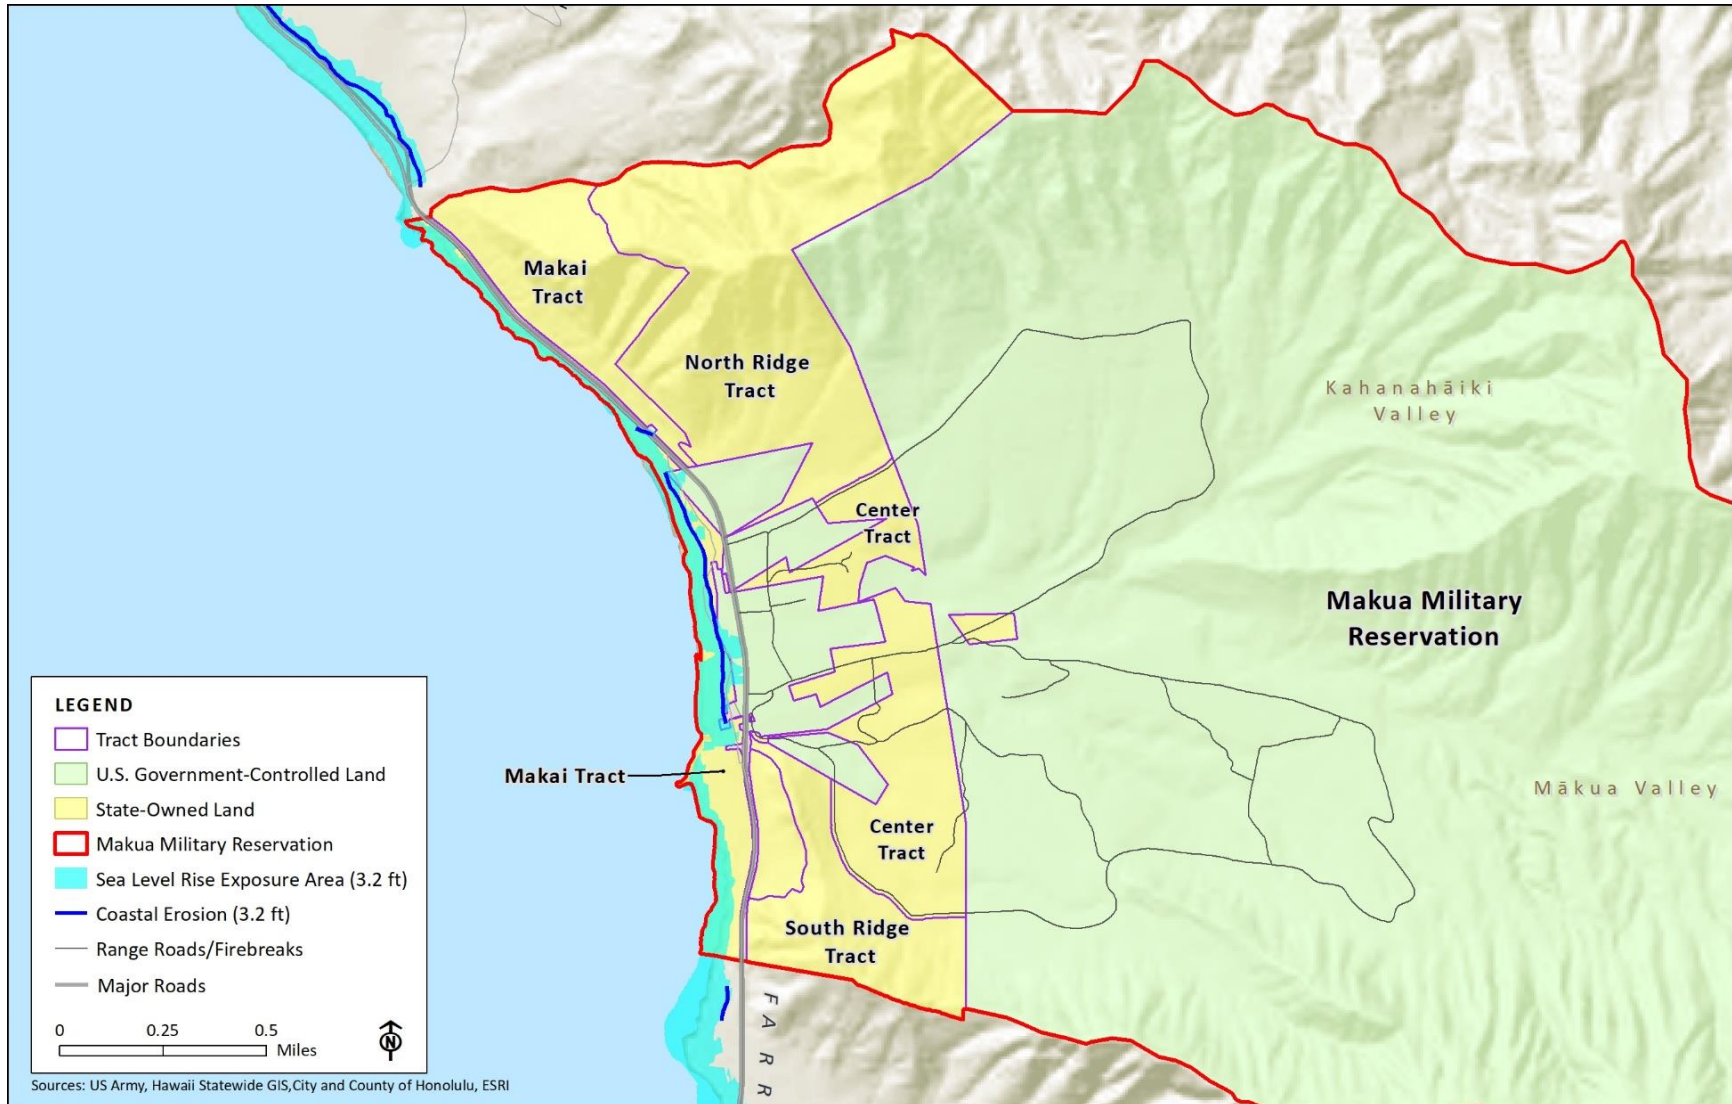 Makai
Tract
North Ridge
Tract
Kahanahāiki
Valley
Center
Tract
Makua Military
Reservation
Makai Tract
Mākua Valley
Center
Tract
South Ridge
Tract
FARR
LEGEND
Tract Boundaries
U.S. Government-Controlled Land
State-Owned Land
Makua Military Reservation
Sea Level Rise Exposure Area (3.2 ft)
Coastal Erosion (3.2 ft)
Range Roads/Firebreaks
Major Roads
0 0.25 0.5
Miles
N
Sources: US Army, Hawaii Statewide GIS,City and County of Honolulu, ESRI